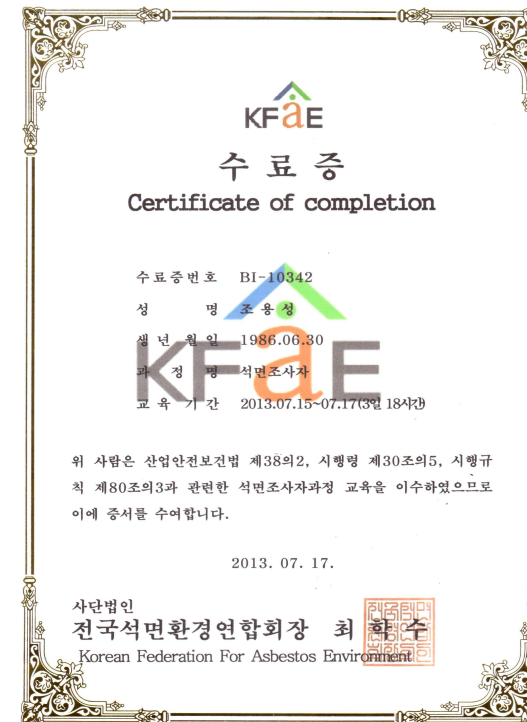 KFaE
수료증
Certificate of completion
수료증번호 BI-10342
성 명 조용성
생년월일 1986.06.30
과 정 명 석면조사자
교육기간 2013.07.15~07.17(3일 18시간)
KFaE
위 사람은 산업안전보건법 제38의2, 시행령 제30조의5, 시행규
칙 제80조의3과 관련한 석면조사자과정 교육을 이수하였으므로
이에 증서를 수여합니다.
2013. 07. 17.
사단법인
전국석면환경연합회장 최 학 수
Korean Federation For Asbestos Environment